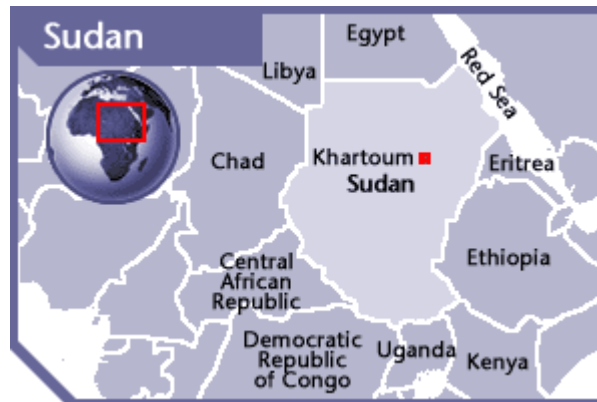 Sudan
Egypt
Libya
Red Sea
Chad
Khartoum
Sudan
Eritrea
Central
African
Republic
Ethiopia
Democratic
Republic
of Congo
Uganda
Kenya